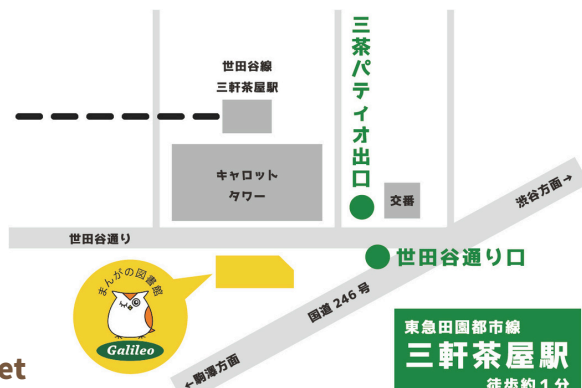 三茶パティオ出口
世田谷線
三軒茶屋駅
キャロット
タワー
交番
渋谷方面→
世田谷通り
世田谷通り口
まんがの図書館
Galileo
国道246号
←駒澤方面
東急田園都市線
三軒茶屋駅
徒歩約1分
et